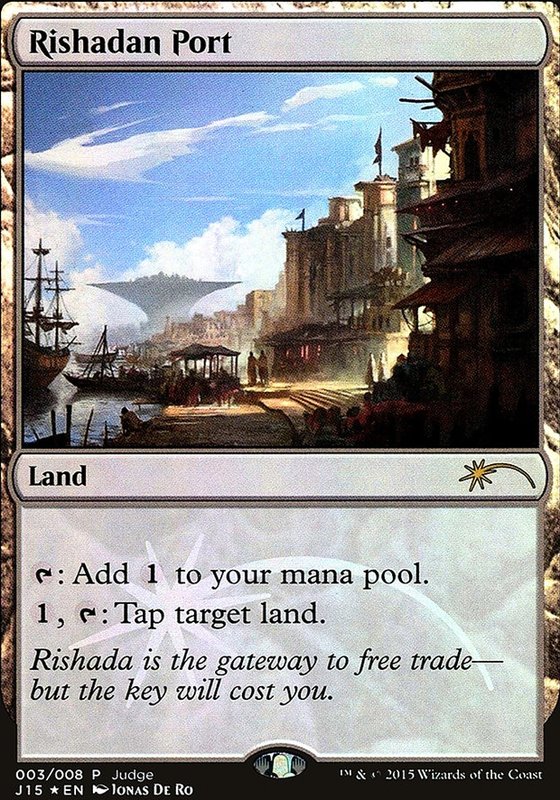 Rishadan Port
Land
: Add 1 to your mana pool.
1, : Tap target land.
Rishada is the gateway to free trade—
but the key will cost you.
003/008 P Judge
J15 ★ EN Jonas De Ro
™ & © 2015 Wizards of the Coast